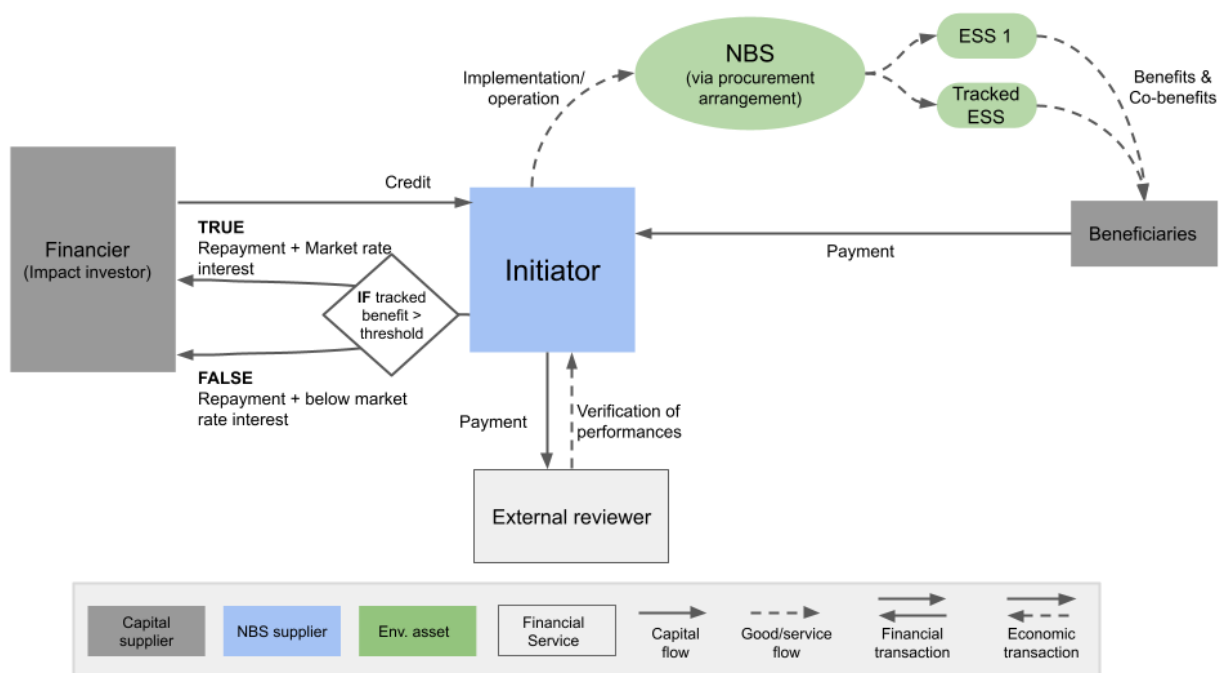 ESS 1
NBS
(via procurement
arrangement)
Implementation/
operation
Benefits &
Co-benefits
Tracked
ESS
Credit
TRUE
Repayment + Market rate
interest
Financier
(Impact investor)
Initiator
Beneficiaries
Payment
IF tracked
benefit >
threshold
FALSE
Repayment + below market
rate interest
Payment
Verification of
performances
External reviewer
Capital
supplier
NBS supplier
Env. asset
Financial
Service
Capital
flow
Good/service
flow
Financial
transaction
Economic
transaction